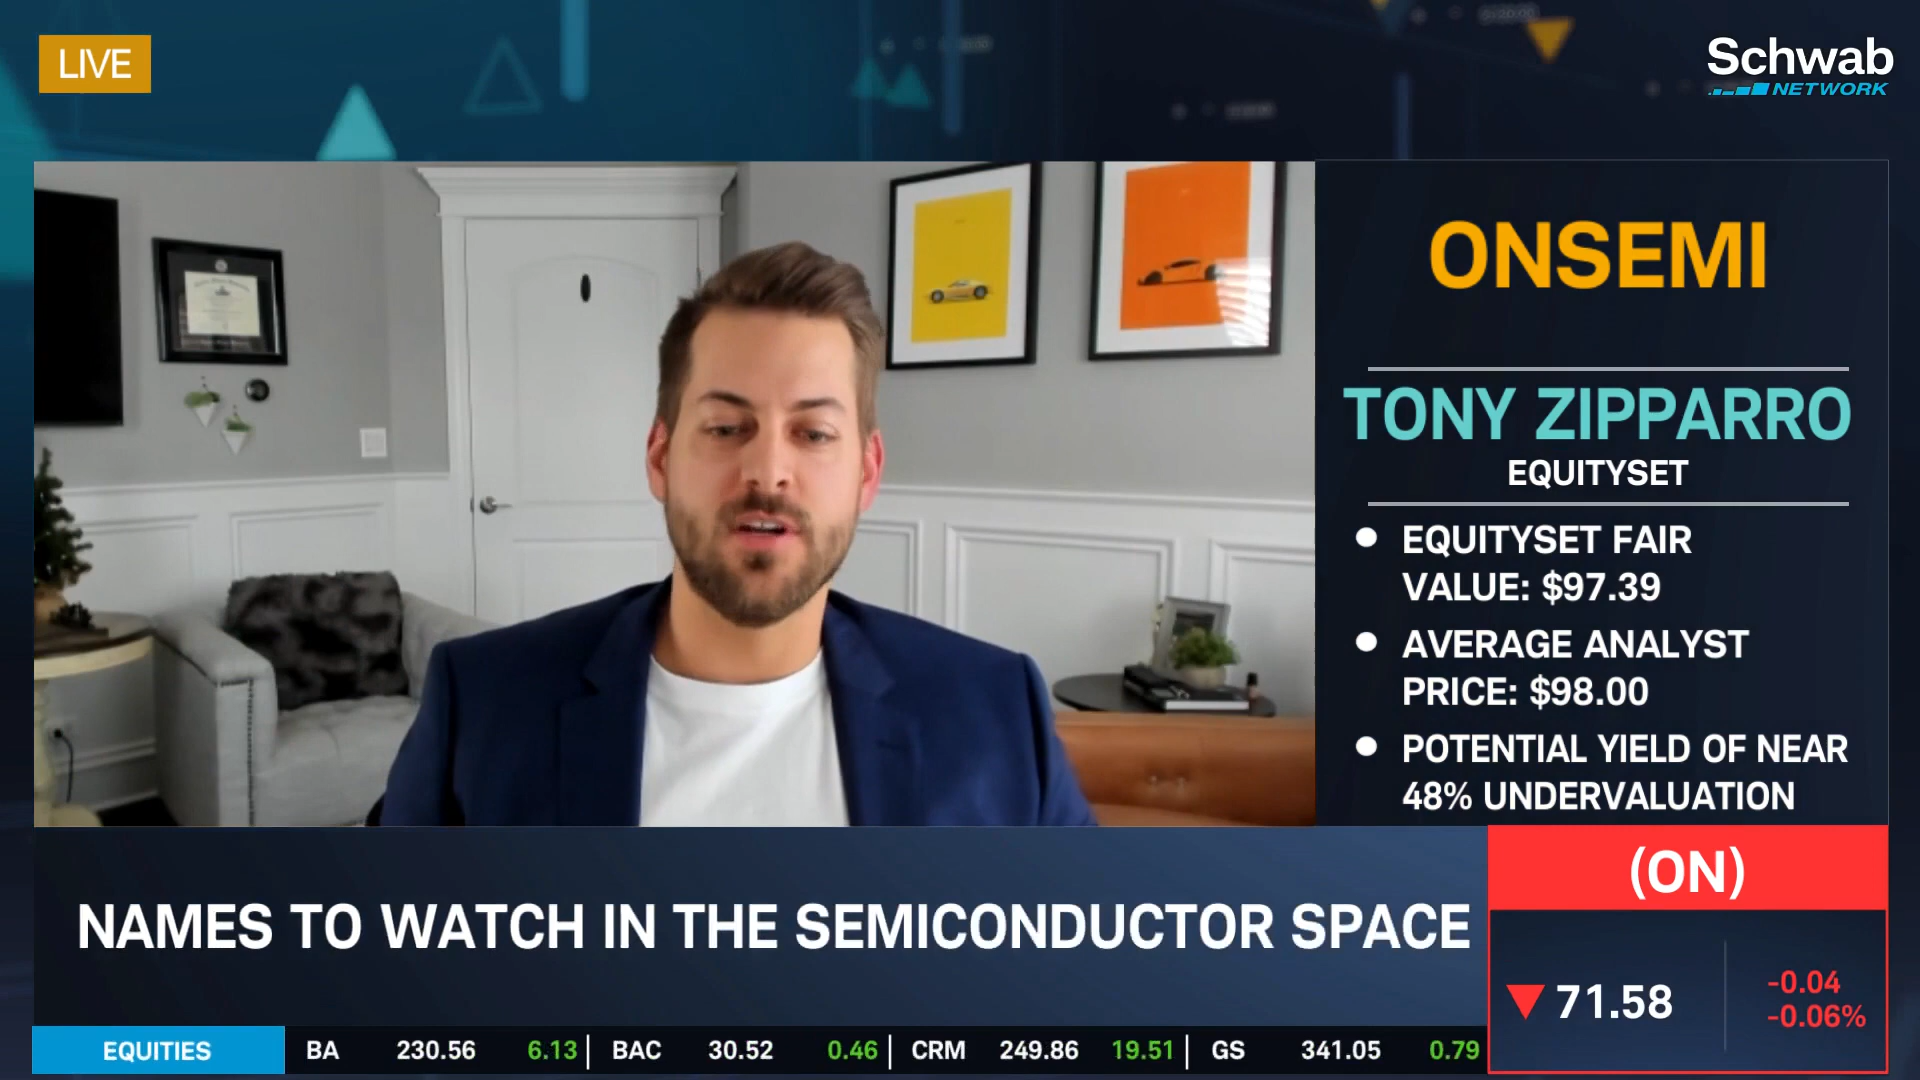 LIVE
Schwab
NETWORK
ONSEMI
TONY ZIPPARRO
EQUITYSET
● EQUITYSET FAIR
VALUE: $97.39
● AVERAGE ANALYST
PRICE: $98.00
● POTENTIAL YIELD OF NEAR
48% UNDERVALUATION
NAMES TO WATCH IN THE SEMICONDUCTOR SPACE
(ON)
▼ 71.58
-0.04
-0.06%
EQUITIES BA 230.56 6.13 | BAC 30.52 0.46 | CRM 249.86 19.51 | GS 341.05 0.79